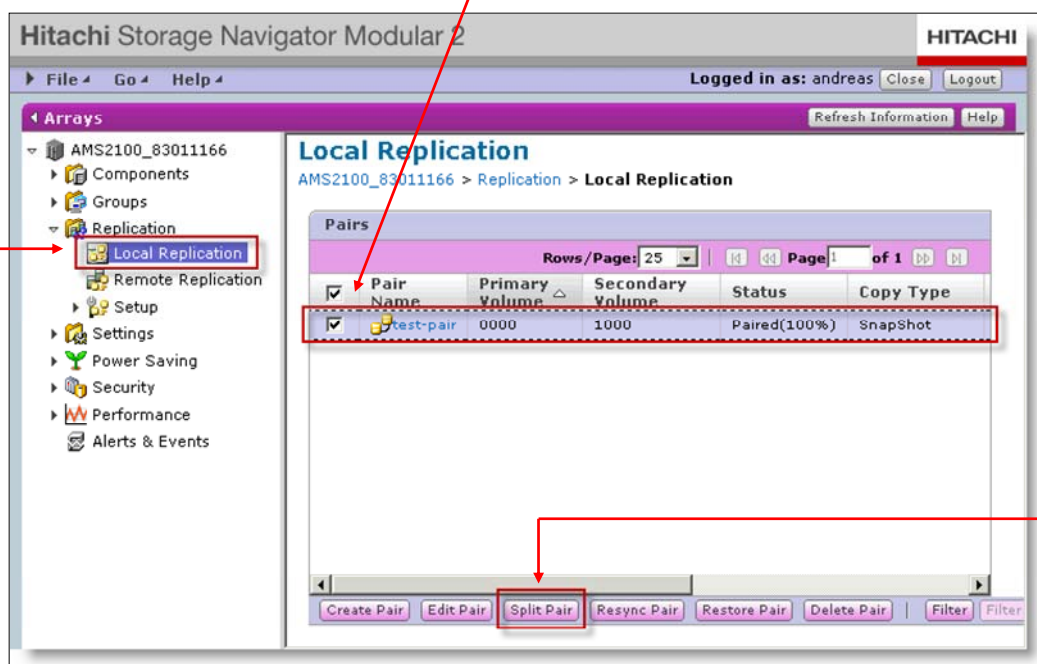 Hitachi Storage Navigator Modular 2
HITACHI
File Go Help
Logged in as: andreas Close Logout
Arrays
Refresh Information Help
AMS2100_83011166
Components
Groups
Replication
Local Replication
Remote Replication
Setup
Settings
Power Saving
Security
Performance
Alerts & Events
Local Replication
AMS2100_83011166 > Replication > Local Replication
Pairs
Rows/Page: 25 Page 1 of 1
Pair Name Primary Volume Secondary Volume Status Copy Type
test-pair 0000 1000 Paired(100%) SnapShot
Create Pair Edit Pair Split Pair Resync Pair Restore Pair Delete Pair | Filter Filter